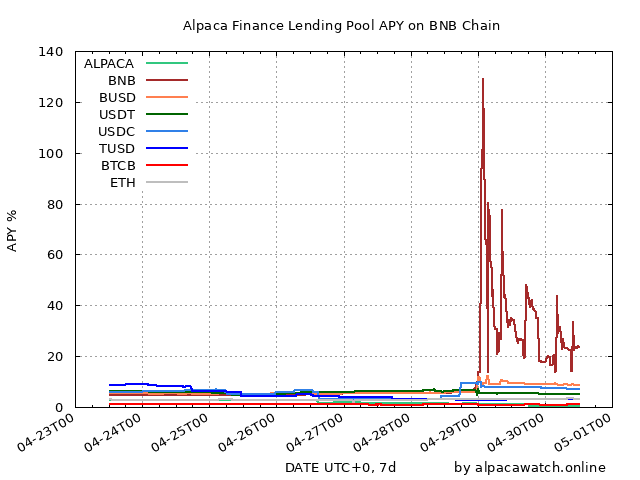 Alpaca Finance Lending Pool APY on BNB Chain
140
120
100
80
60
40
20
0
APY %
ALPACA
BNB
BUSD
USDT
USDC
TUSD
BTCB
ETH
04-23T00
04-24T00
04-25T00
04-26T00
04-27T00
04-28T00
04-29T00
04-30T00
05-01T00
DATE UTC+0, 7d
by alpacawatch.online